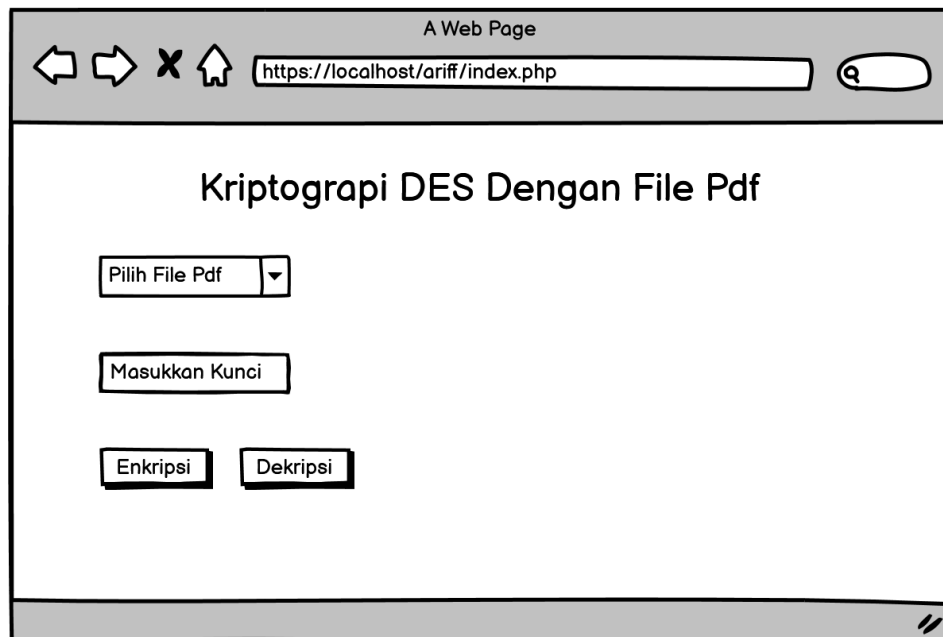 A Web Page
https://localhost/ariff/index.php
Kriptograpi DES Dengan File Pdf
Pilih File Pdf
Masukkan Kunci
Enkripsi Dekripsi